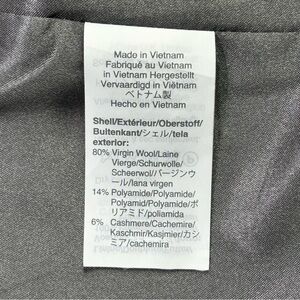 Made in Vietnam
Fabriqué au Vietnam
in Vietnam Hergestellt
Vervaardigd in Viëtnam
ベトナム製
Hecho en Vietnam
Shell/Extérieur/Oberstoff/
Buitenkant/シェル/tela
exterior:
80% Virgin Wool/Laine
Vierge/Schurwolle/
Scheerwol/バージンウ
ール/lana virgen
14% Polyamide/Polyamide/
Polyamid/Polyamide/ポ
リアミド/poliamida
6% Cashmere/Cachemire/
Kaschmir/Kasjmier/カシ
ミア/cachemira